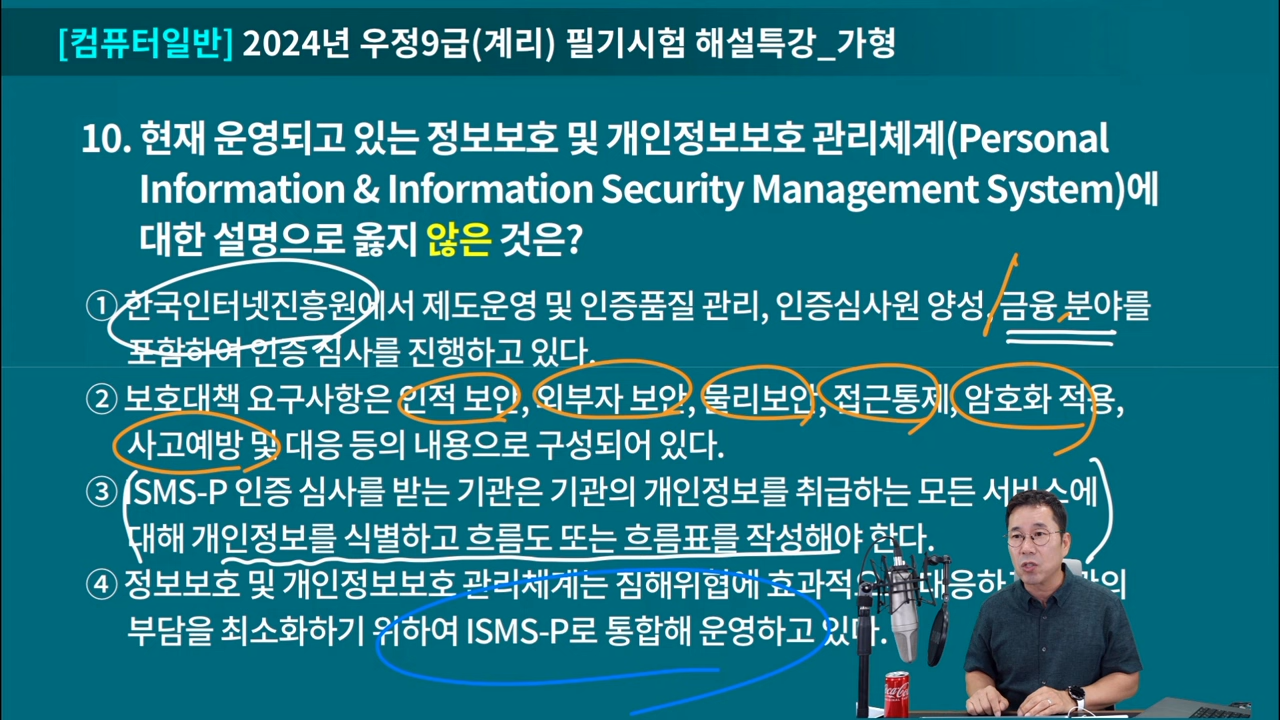 [컴퓨터일반] 2024년 우정9급(계리) 필기시험 해설특강_가형
10. 현재 운영되고 있는 정보보호 및 개인정보보호 관리체계(Personal
Information & Information Security Management System)에
대한 설명으로 옳지 않은 것은?
① 한국인터넷진흥원에서 제도운영 및 인증품질 관리, 인증심사원 양성, 금융 분야를
포함하여 인증 심사를 진행하고 있다.
② 보호대책 요구사항은 인적 보안, 외부자 보안, 물리보안, 접근통제, 암호화 적용,
사고예방 및 대응 등의 내용으로 구성되어 있다.
③ ISMS-P 인증 심사를 받는 기관은 기관의 개인정보를 취급하는 모든 서비스에
대해 개인정보를 식별하고 흐름도 또는 흐름표를 작성해야 한다.
④ 정보보호 및 개인정보보호 관리체계는 침해위협에 효과적으로 대응하
부담을 최소화하기 위하여 ISMS-P로 통합해 운영하고 있다.